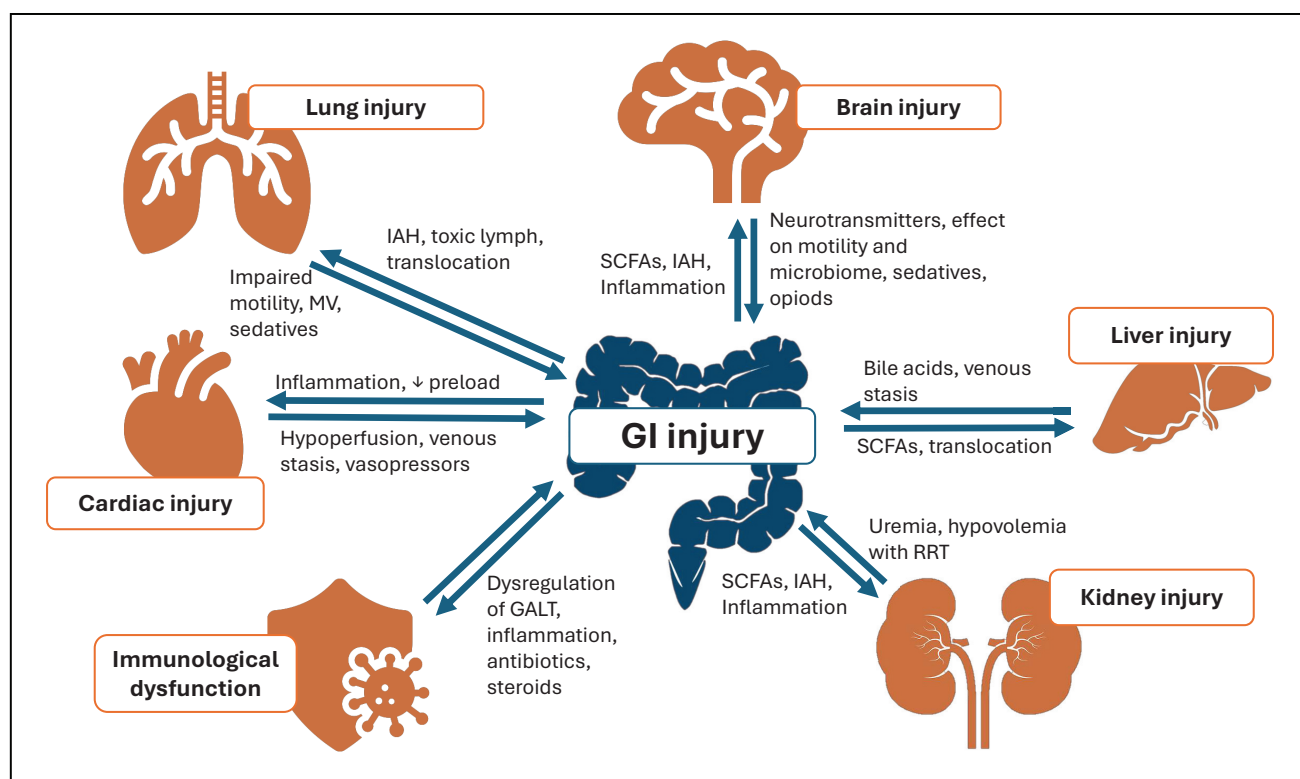 Lung injury
Brain injury
IAH, toxic lymph,
translocation
Impaired
motility, MV,
sedatives
SCFAs, IAH,
Inflammation
Neurotransmitters, effect
on motility and
microbiome, sedatives,
opiods
Liver injury
Bile acids, venous
stasis
SCFAs, translocation
Inflammation, ↓ preload
Hypoperfusion, venous
stasis, vasopressors
GI injury
Cardiac injury
Uremia, hypovolemia
with RRT
SCFAs, IAH,
Inflammation
Kidney injury
Dysregulation
of GALT,
inflammation,
antibiotics,
steroids
Immunological
dysfunction